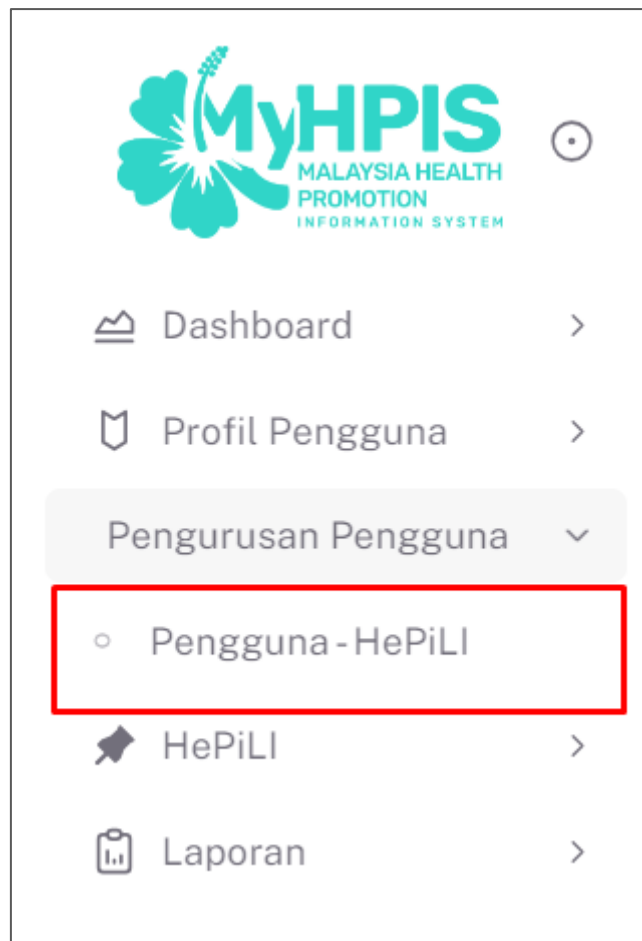 MyHPIS
MALAYSIA HEALTH
PROMOTION
INFORMATION SYSTEM
Dashboard
Profil Pengguna
Pengurusan Pengguna
Pengguna - HePiLI
HePiLI
Laporan